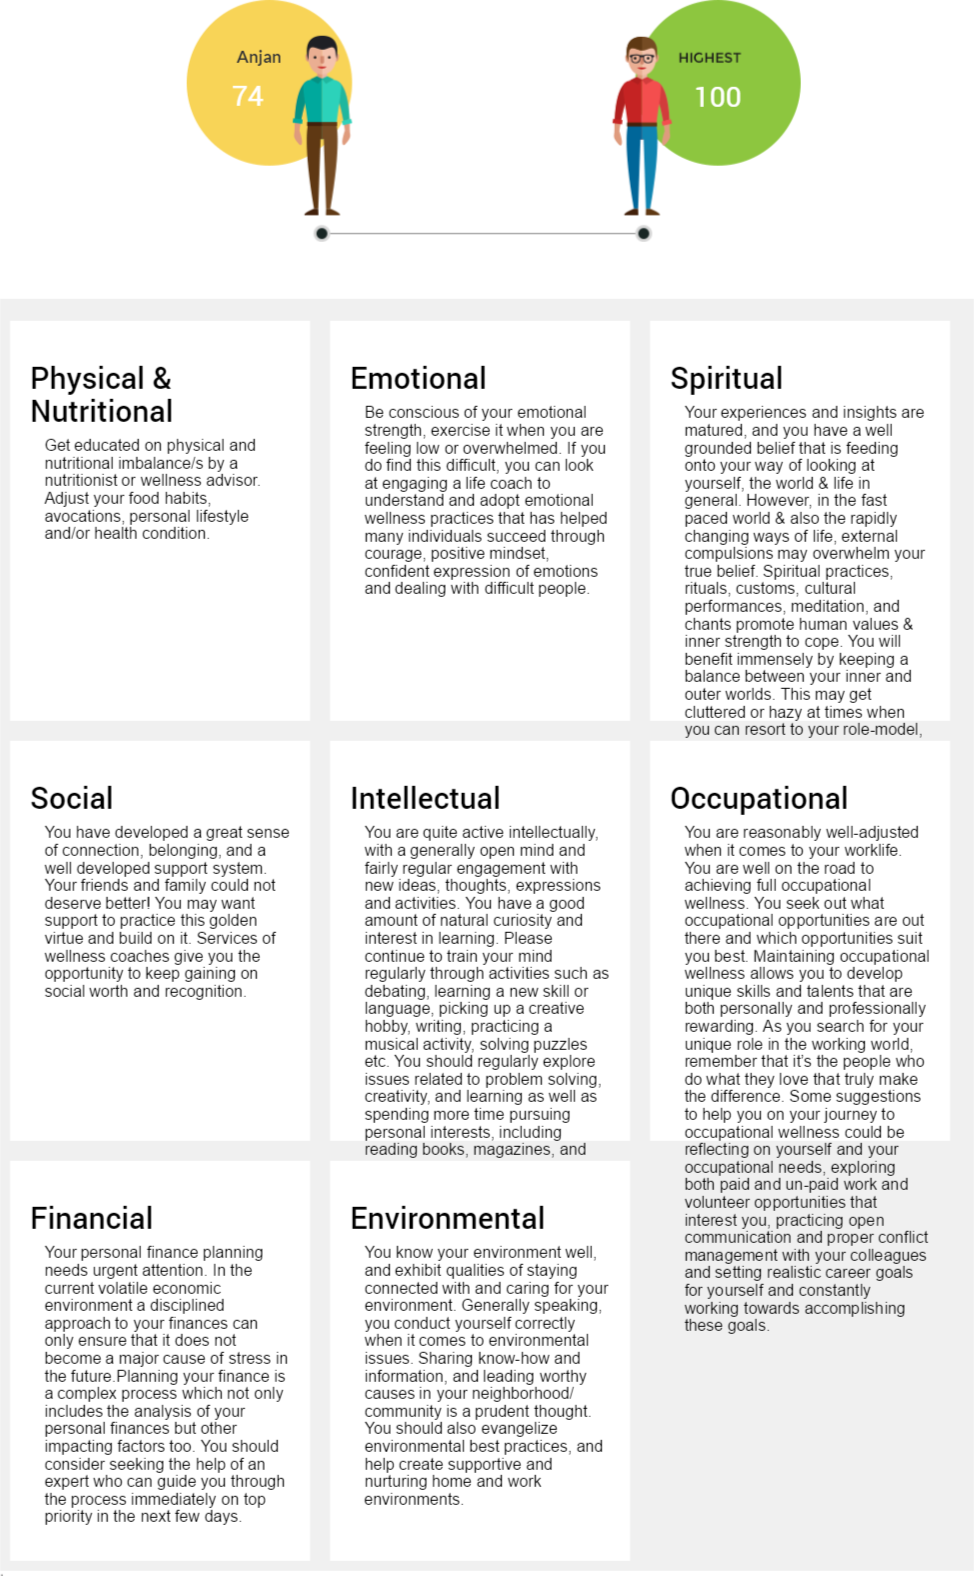 Anjan
74
HIGHEST
100
Physical &
Nutritional
Get educated on physical and
nutritional imbalance/s by a
nutritionist or wellness advisor.
Adjust your food habits,
avocations, personal lifestyle
and/or health condition.
Emotional
Be conscious of your emotional
strength, exercise it when you are
feeling low or overwhelmed. If you
do find this difficult, you can look
at engaging a life coach to
understand and adopt emotional
wellness practices that has helped
many individuals succeed through
courage, positive mindset,
confident expression of emotions
and dealing with difficult people.
Spiritual
Your experiences and insights are
matured, and you have a well
grounded belief that is feeding
onto your way of looking at
yourself, the world & life in
general. However, in the fast
paced world & also the rapidly
changing ways of life, external
compulsions may overwhelm your
true belief. Spiritual practices,
rituals, customs, cultural
performances, meditation, and
chants promote human values &
inner strength to cope. You will
benefit immensely by keeping a
balance between your inner and
outer worlds. This may get
cluttered or hazy at times when
you can resort to your role-model,
Social
You have developed a great sense
of connection, belonging, and a
well developed support system.
Your friends and family could not
deserve better! You may want
support to practice this golden
virtue and build on it. Services of
wellness coaches give you the
opportunity to keep gaining on
social worth and recognition.
Intellectual
You are quite active intellectually,
with a generally open mind and
fairly regular engagement with
new ideas, thoughts, expressions
and activities. You have a good
amount of natural curiosity and
interest in learning. Please
continue to train your mind
regularly through activities such as
debating, learning a new skill or
language, picking up a creative
hobby, writing, practicing a
musical activity, solving puzzles
etc. You should regularly explore
issues related to problem solving,
creativity, and learning as well as
spending more time pursuing
personal interests, including
reading books, magazines, and
Occupational
You are reasonably well-adjusted
when it comes to your worklife.
You are well on the road to
achieving full occupational
wellness. You seek out what
occupational opportunities are out
there and which opportunities suit
you best. Maintaining occupational
wellness allows you to develop
unique skills and talents that are
both personally and professionally
rewarding. As you search for your
unique role in the working world,
remember that it's the people who
do what they love that truly make
the difference. Some suggestions
to help you on your journey to
occupational wellness could be
reflecting on yourself and your
occupational needs, exploring
both paid and un-paid work and
volunteer opportunities that
interest you, practicing open
communication and proper conflict
management with your colleagues
and setting realistic career goals
for yourself and constantly
working towards accomplishing
these goals.
Financial
Your personal finance planning
needs urgent attention. In the
current volatile economic
environment a disciplined
approach to your finances can
only ensure that it does not
become a major cause of stress in
the future.Planning your finance is
a complex process which not only
includes the analysis of your
personal finances but other
impacting factors too. You should
consider seeking the help of an
expert who can guide you through
the process immediately on top
priority in the next few days.
Environmental
You know your environment well,
and exhibit qualities of staying
connected with and caring for your
environment. Generally speaking,
you conduct yourself correctly
when it comes to environmental
issues. Sharing know-how and
information, and leading worthy
causes in your neighborhood/
community is a prudent thought.
You should also evangelize
environmental best practices, and
help create supportive and
nurturing home and work
environments.